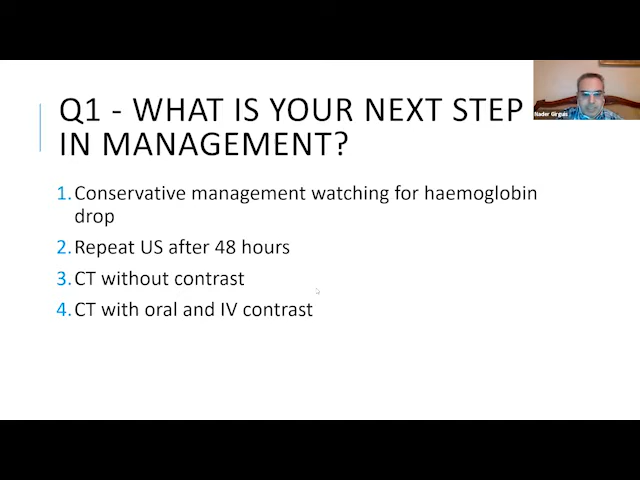 Q1 - WHAT IS YOUR NEXT STEP
IN MANAGEMENT?
1. Conservative management watching for haemoglobin
drop
2. Repeat US after 48 hours
3. CT without contrast
4. CT with oral and IV contrast
Nader Girguis